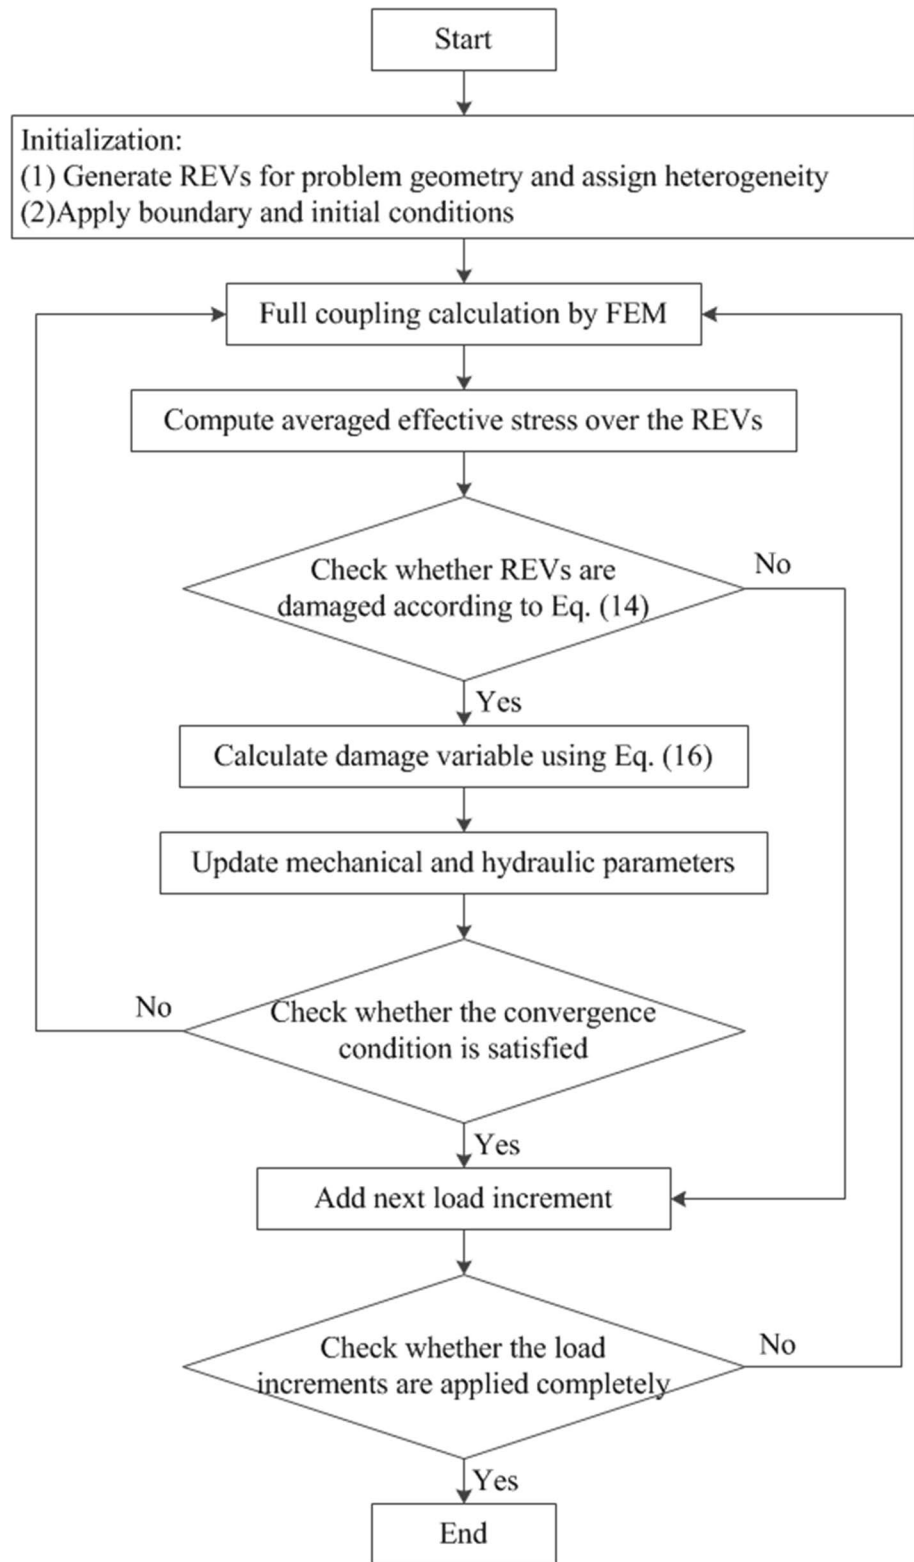 Start
Initialization:
(1) Generate REVs for problem geometry and assign heterogeneity
(2)Apply boundary and initial conditions
Full coupling calculation by FEM
Compute averaged effective stress over the REVs
Check whether REVs are
damaged according to Eq. (14)
No
Yes
Calculate damage variable using Eq. (16)
Update mechanical and hydraulic parameters
No
Check whether the convergence
condition is satisfied
Yes
Add next load increment
Check whether the load
increments are applied completely
No
Yes
End